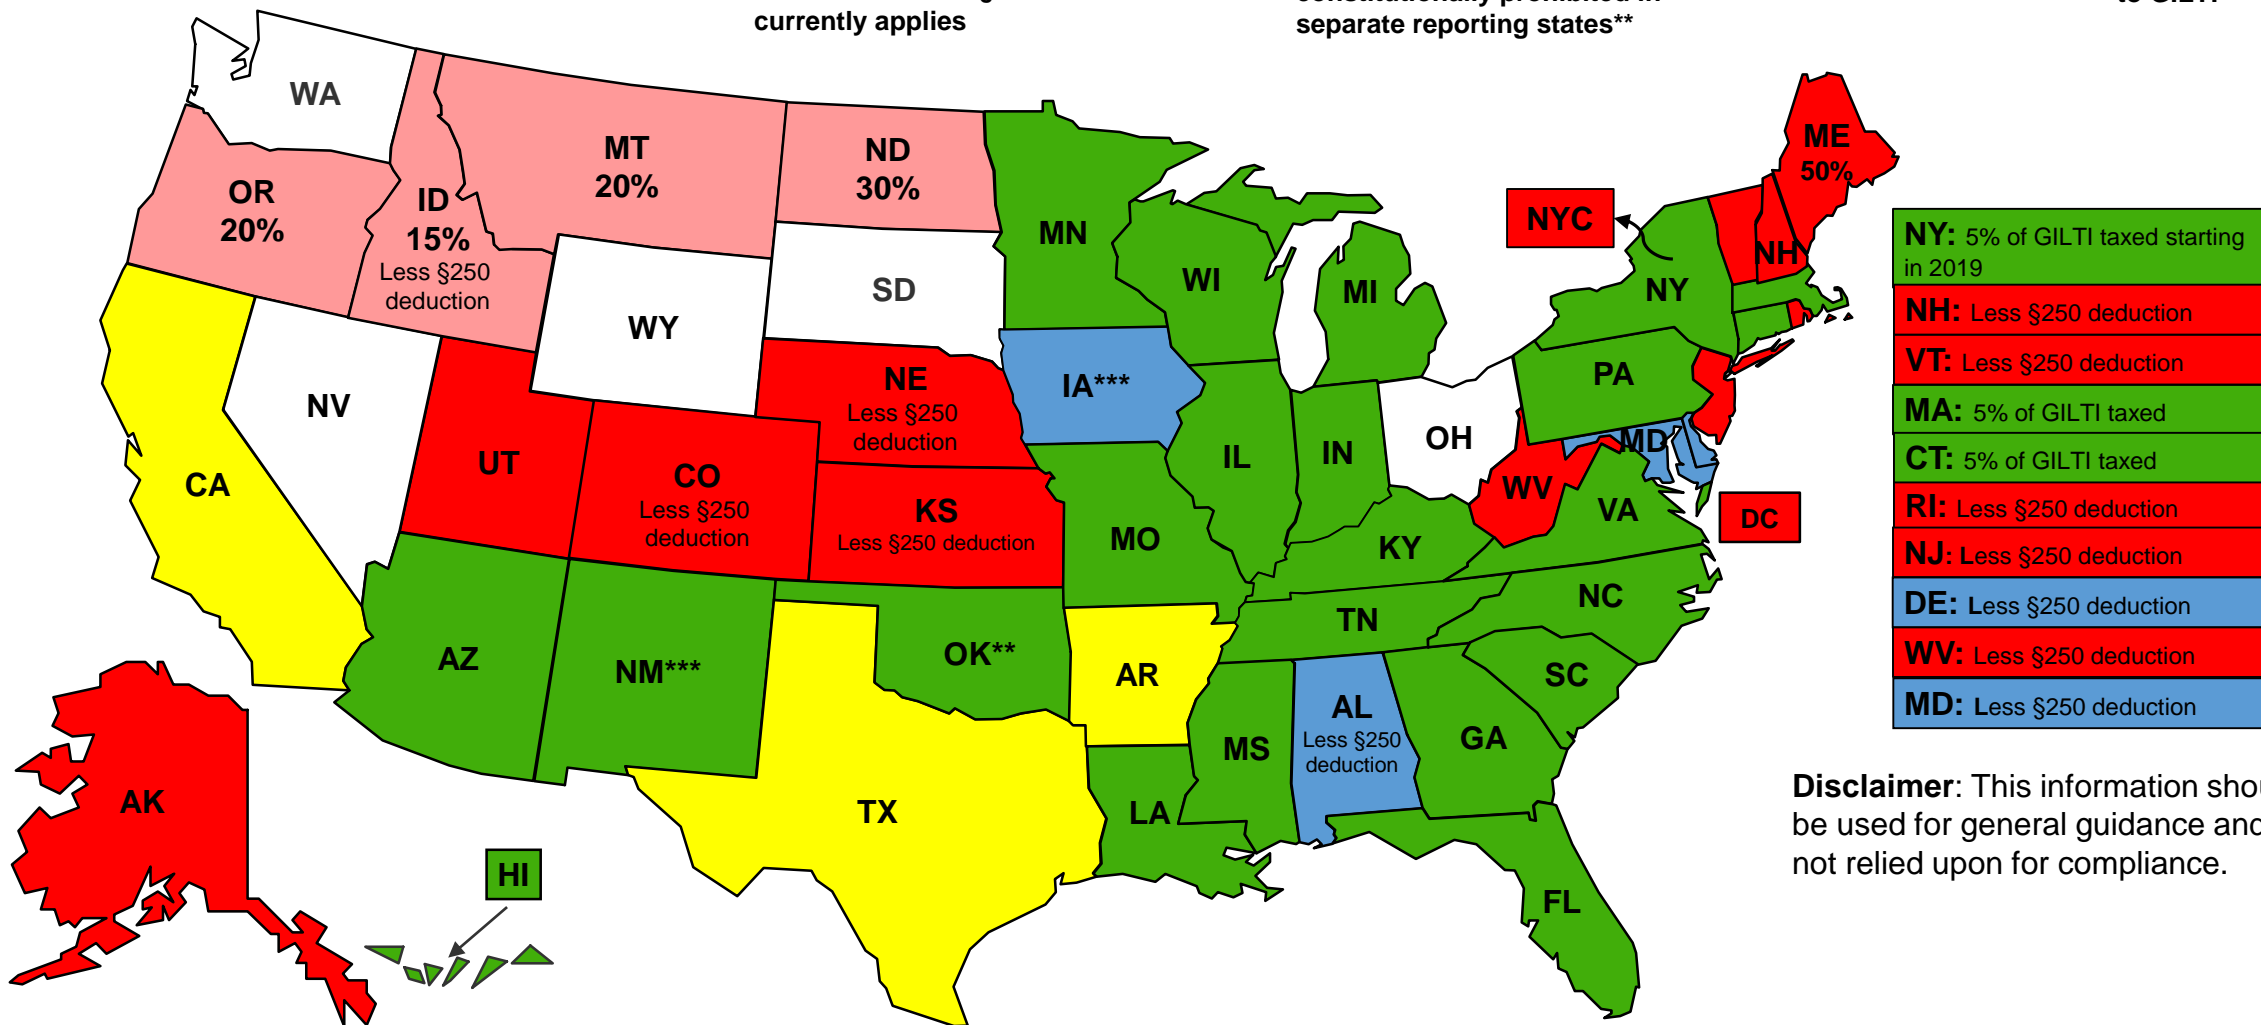 currently applies
constitutionally prohibited in
separate reporting states**
to GILTI
WA
OR
20%
ID
15%
Less §250
deduction
MT
20%
ND
30%
MN
ME
50%
NYC
NH
NY: 5% of GILTI taxed starting
in 2019
NH: Less §250 deduction
VT: Less §250 deduction
MA: 5% of GILTI taxed
CT: 5% of GILTI taxed
RI: Less §250 deduction
NJ: Less §250 deduction
DE: Less §250 deduction
WV: Less §250 deduction
MD: Less §250 deduction
WI
MI
NY
SD
WY
NV
NE
Less §250
deduction
IA***
PA
OH
MD
IL
IN
CA
UT
CO
Less §250
deduction
KS
Less §250 deduction
MO
WV
VA
DC
KY
NC
TN
AZ
NM***
OK**
AR
SC
AL
Less §250
deduction
MS
GA
AK
TX
LA
HI
FL
Disclaimer: This information shou
be used for general guidance and
not relied upon for compliance.